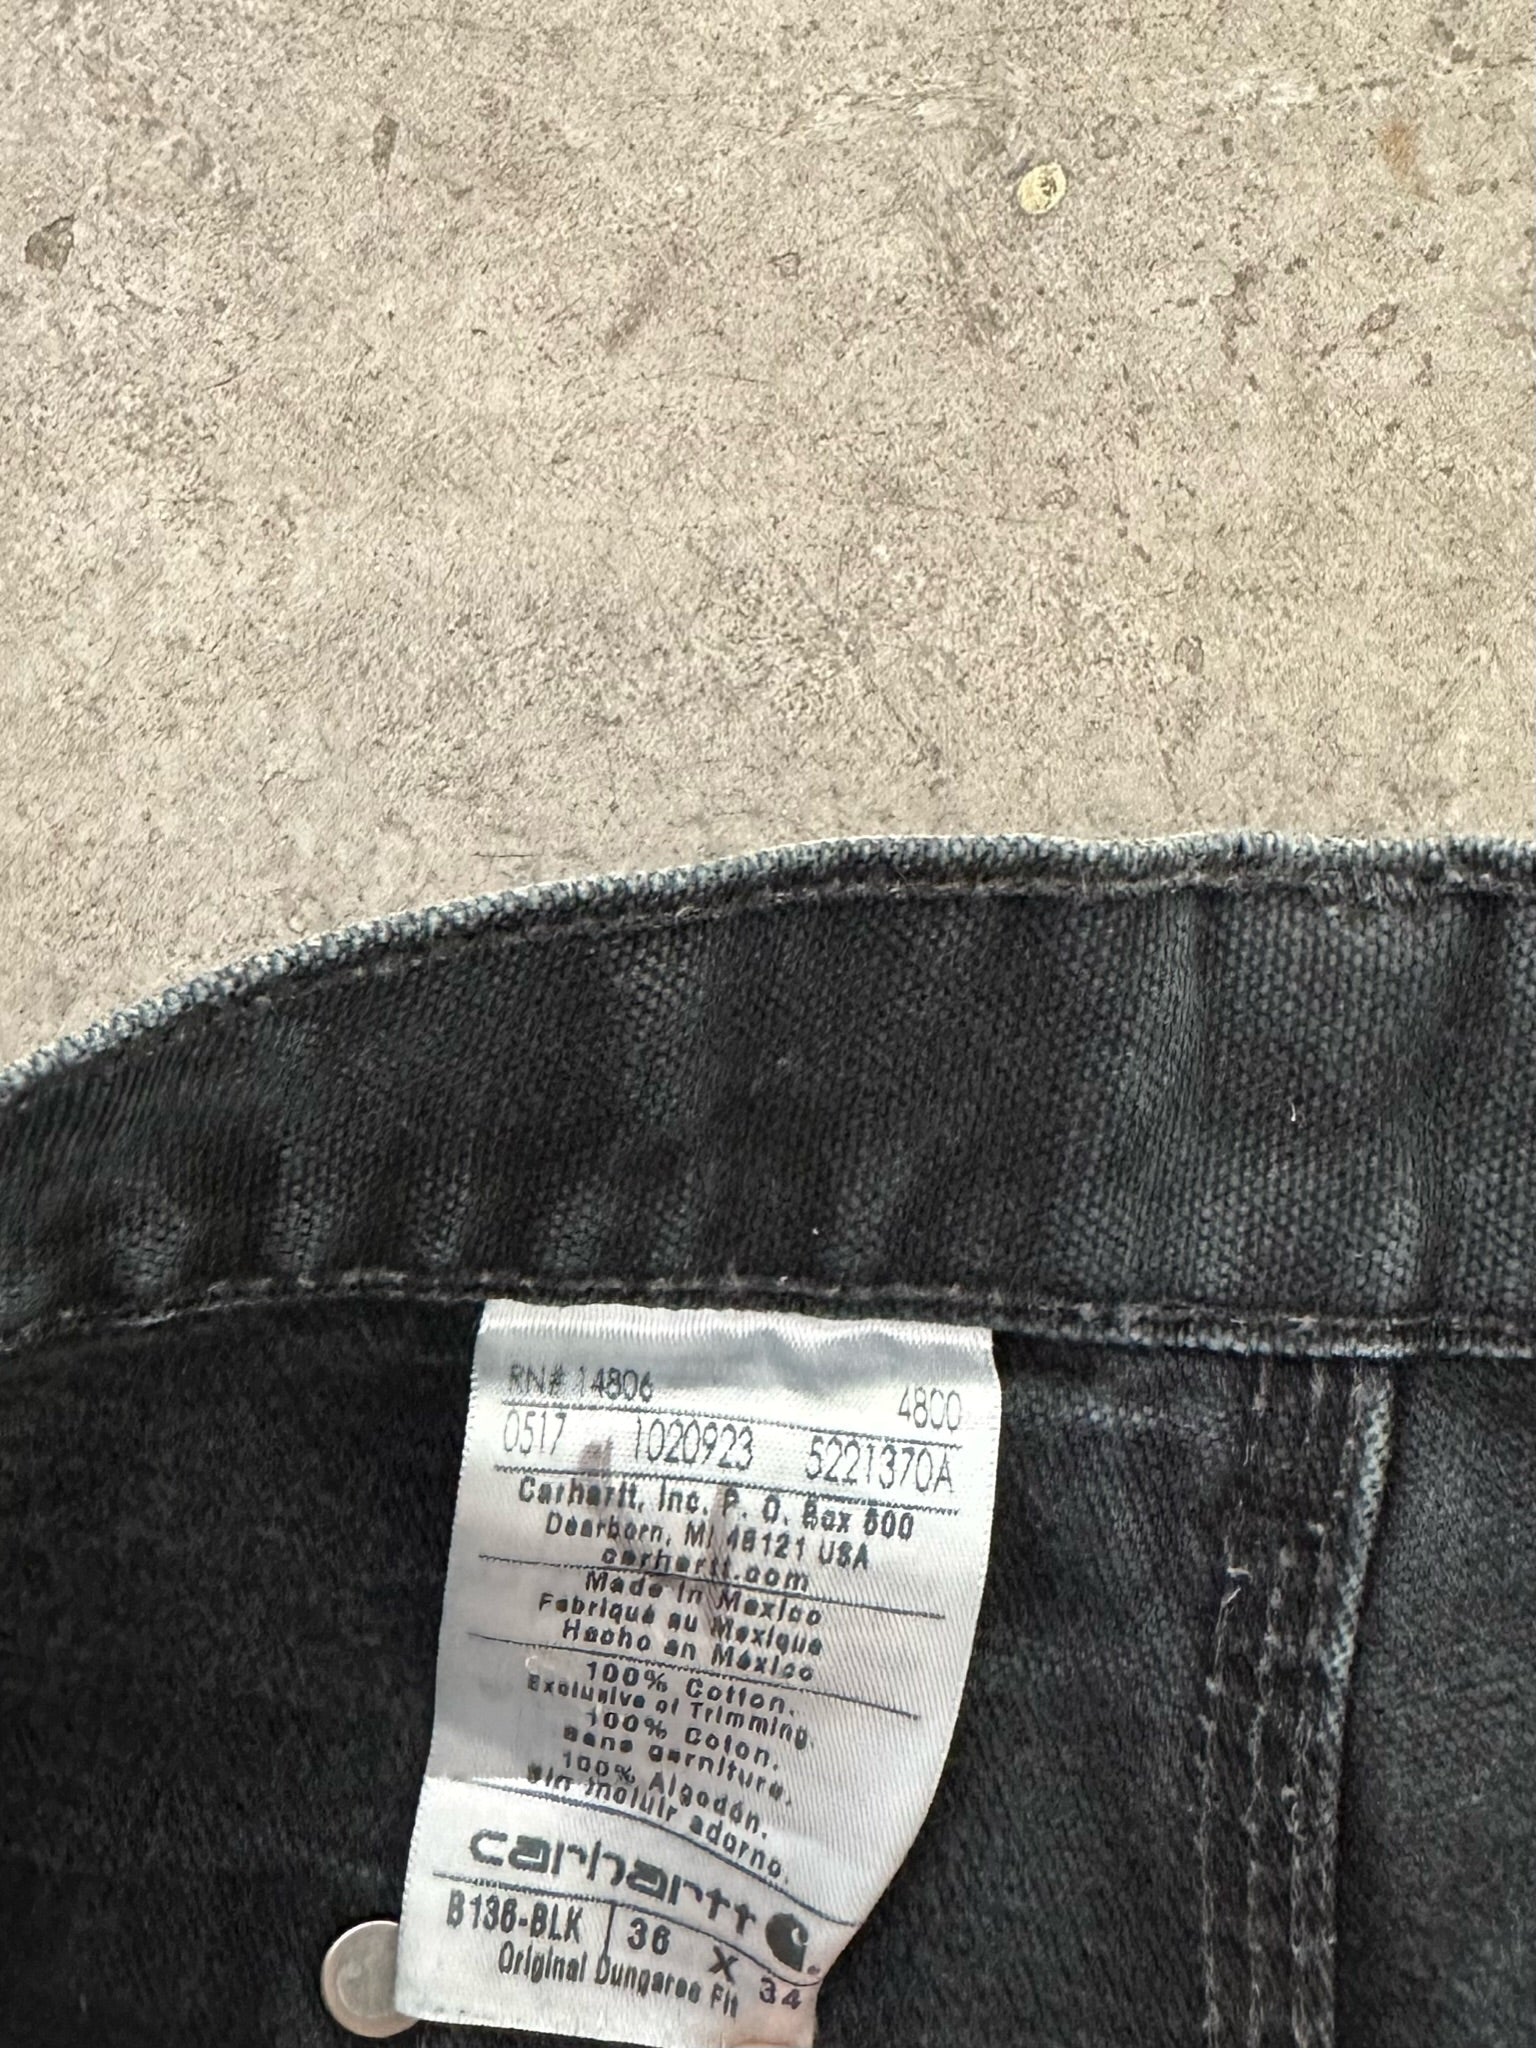 RN# 14806
4800
0517 1020923 5221370A
Carhartt, Inc. P. O. Box 600
Dearborn, MI 48121 USA
carhartt.com
Made in Mexico
Fabriqué au Mexique
Hecho en México
100% Cotton.
Exclusive of Trimming.
100% Coton.
sans garniture.
100% Algodón.
sin incluir adorno.
carhartt
B136-BLK 36 X 34
Original Dungaree Fit